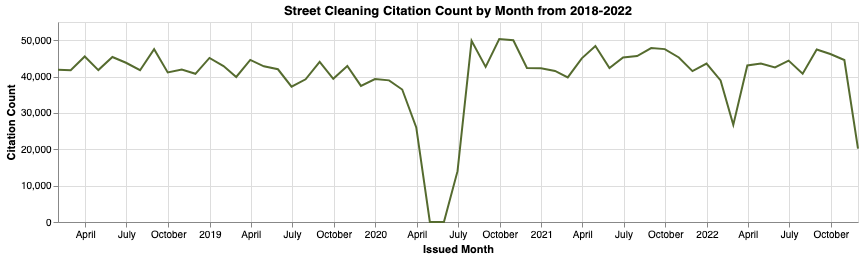 Street Cleaning Citation Count by Month from 2018-2022
Citation Count
50,000
40,000
30,000
20,000
10,000
0
April July October 2019 April July October 2020 April July October 2021 April July October 2022 April July October
Issued Month